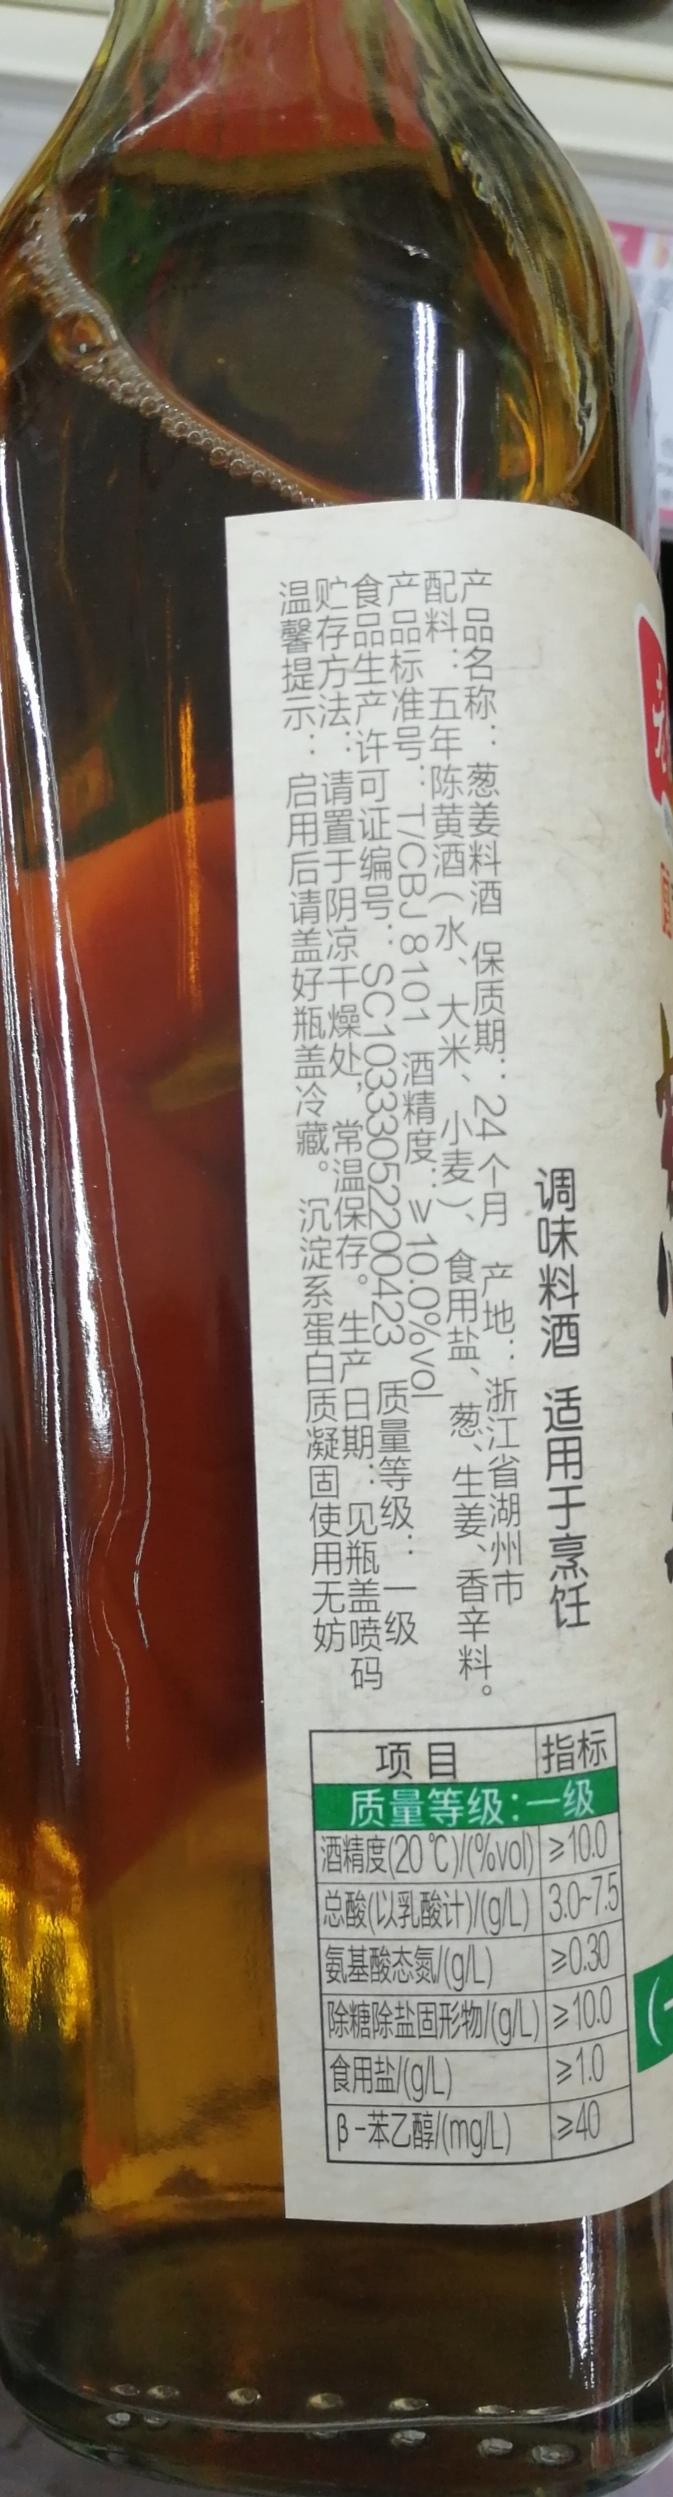 调味料酒 适用于烹饪
产品名称：葱姜料酒 保质期：24个月 产地：浙江省湖州市
配料：五年陈黄酒（水、大米、小麦）、食用盐、葱、生姜、香辛料。
产品标准号：T/CBJ 8101 酒精度：≥10.0%vol
食品生产许可证编号：SC10333052200423 质量等级：一级
贮存方法：请置于阴凉干燥处，常温保存。生产日期：见瓶盖喷码
温馨提示：启用后请盖好瓶盖冷藏。沉淀系蛋白质凝固使用无妨
项目 指标
质量等级：一级
酒精度(20℃)/(%vol) ≥10.0
总酸(以乳酸计)/(g/L) 3.0~7.5
氨基酸态氮/(g/L) ≥0.30
除糖除盐固形物/(g/L) ≥10.0
食用盐/(g/L) ≥1.0
β-苯乙醇/(mg/L) ≥40